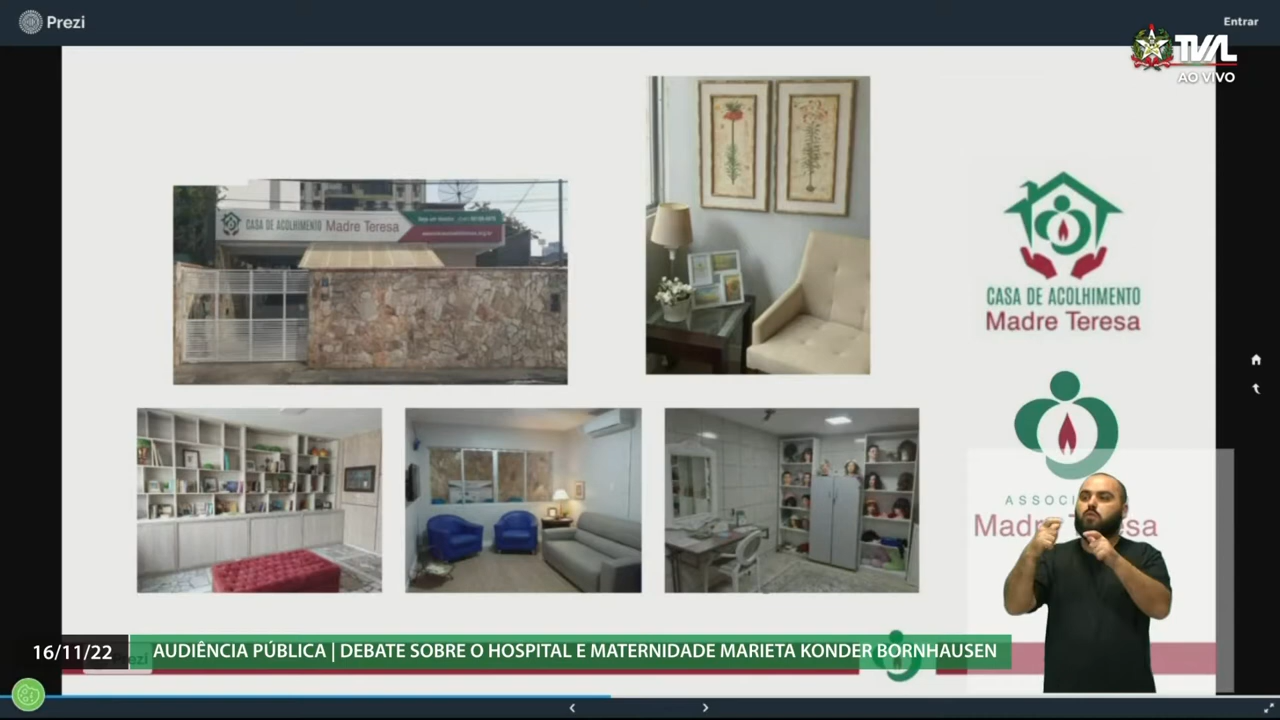 Prezi
Entrar
TVAL
AO VIVO
CASA DE ACOLHIMENTO Madre Teresa
CASA DE ACOLHIMENTO
Madre Teresa
ASSOCI
Madre Teresa
16/11/22
AUDIÊNCIA PÚBLICA | DEBATE SOBRE O HOSPITAL E MATERNIDADE MARIETA KONDER BORNHAUSEN